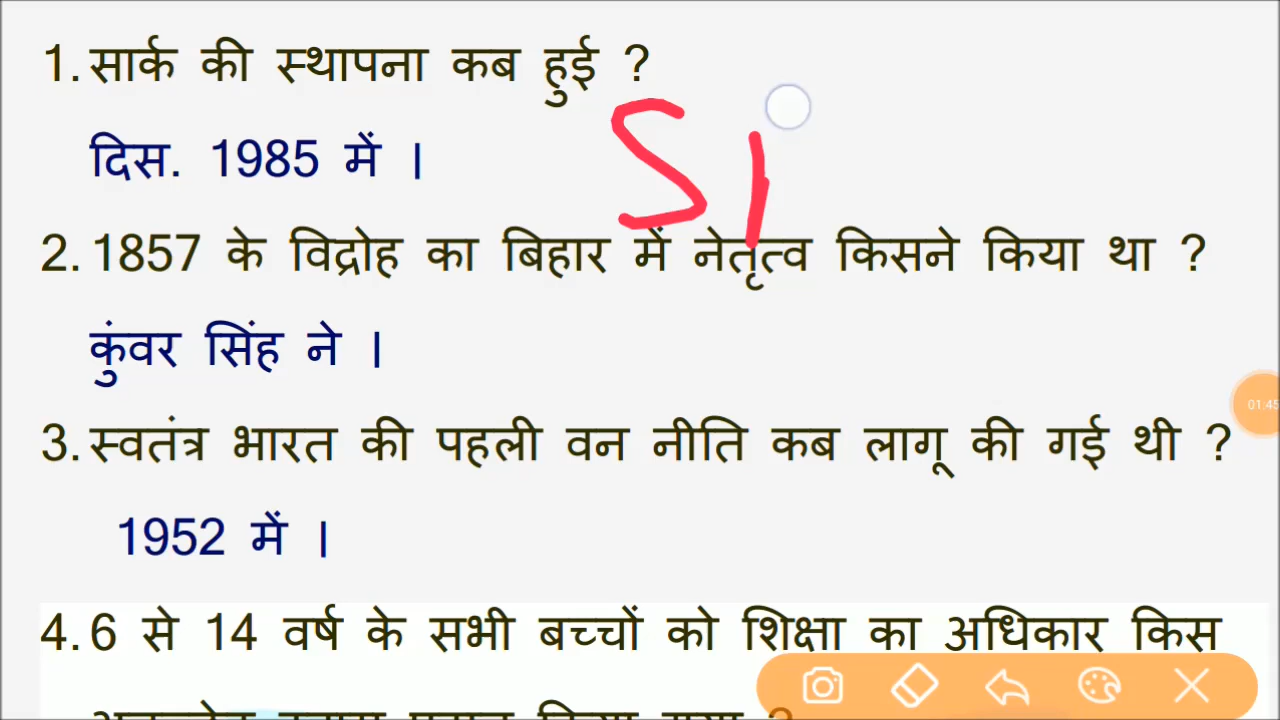 1. सार्क की स्थापना कब हुई ?
दिस. 1985 में ।
2. 1857 के विद्रोह का बिहार में नेतृत्व किसने किया था ?
कुंवर सिंह ने ।
3. स्वतंत्र भारत की पहली वन नीति कब लागू की गई थी ?
1952 में ।
4. 6 से 14 वर्ष के सभी बच्चों को शिक्षा का अधिकार किस
01:45